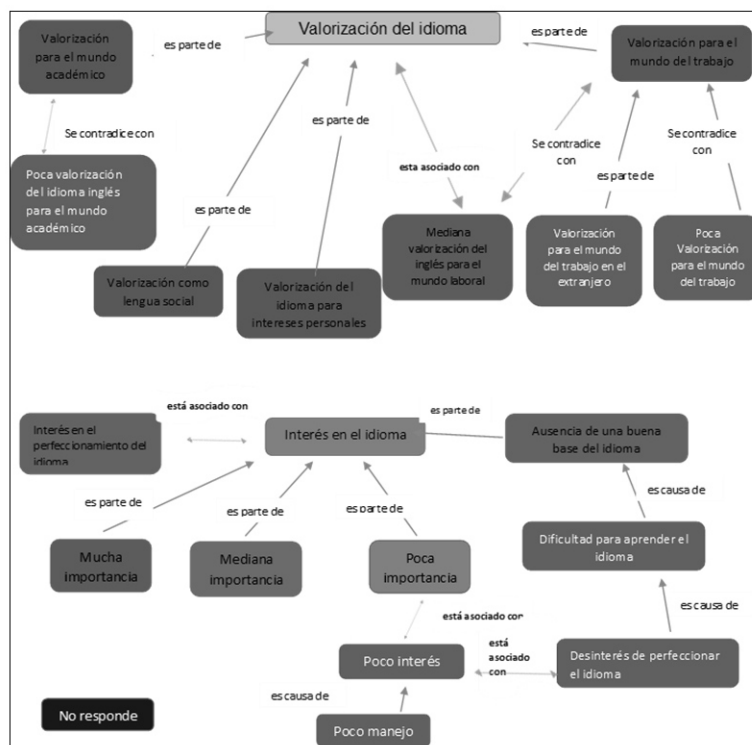 Valorización del idioma
Valorización
para el mundo
académico
es parte de
es parte de
Valorización para el
mundo del trabajo
Se contradice con
es parte de
Se contradice
con
Se contradice
con
esta asociado con
es parte de
Poca valorización
del idioma inglés
para el mundo
académico
es parte de
Mediana
valorización del
inglés para el
mundo laboral
Valorización
para el mundo
del trabajo en el
extranjero
Poca
Valorización
para el mundo
del trabajo
Valorización como
lengua social
Valorización del
idioma para
intereses personales
está asociado con
es parte de
Interés en el
perfeccionamiento del
idioma
Interés en el idioma
Ausencia de una buena
base del idioma
es parte de
es parte de
es parte de
es causa de
Mucha
importancia
Mediana
importancia
Poca
importancia
Dificultad para aprender el
idioma
está asociado con
es causa de
Poco interés
está
asociado
con
Desinterés de perfeccionar
el idioma
es causa de
No responde
Poco manejo